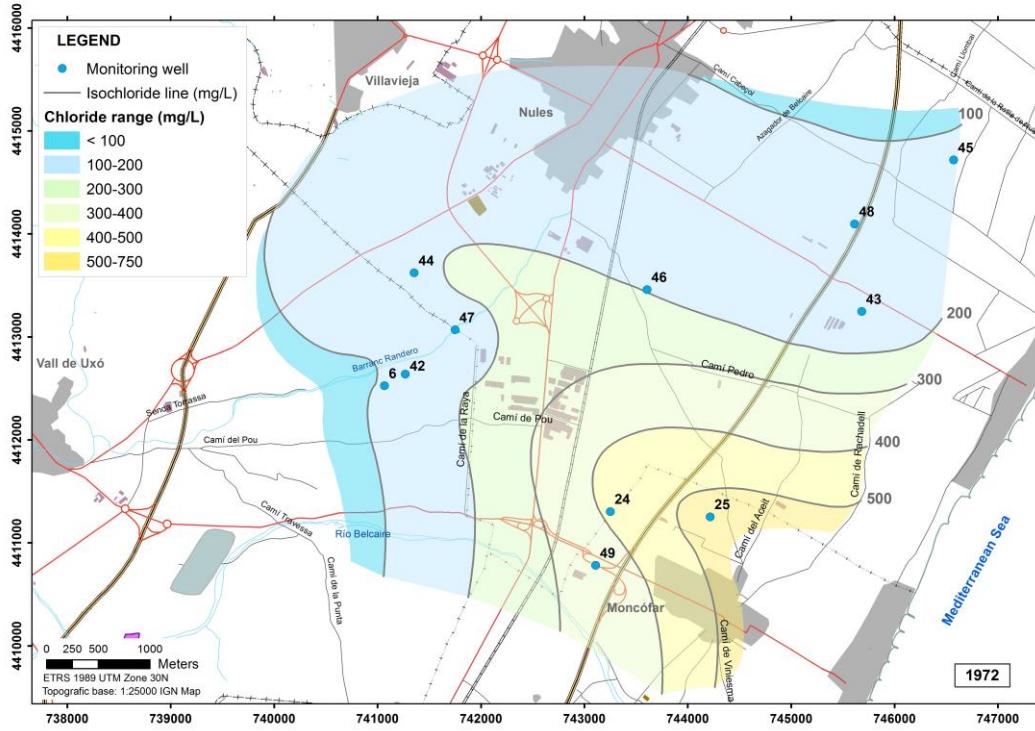 LEGEND
Monitoring well
Isochloride line (mg/L)
Chloride range (mg/L)
< 100
100-200
200-300
300-400
400-500
500-750
4416000
4415000
4414000
4413000
4412000
4411000
4410000
Villavieja
Nules
Camí Cabeçol
Azagador de Belcaire
Camí Llombai
100
45
48
44
46
43
200
47
Vall de Uxó
Barranc Randero
6
42
Camí Pedro
300
Senda Torrassa
Camí de la Raya
Camí de Pou
Camí del Pou
400
Camí de Rachadell
500
24
25
Camí Travessa
Río Belcaire
Camí del Aceit
49
Camí de la Punta
Moncófar
Camí de Viniesma
Mediterranean Sea
0 250 500 1000
Meters
ETRS 1989 UTM Zone 30N
Topografic base: 1:25000 IGN Map
1972
738000 739000 740000 741000 742000 743000 744000 745000 746000 747000